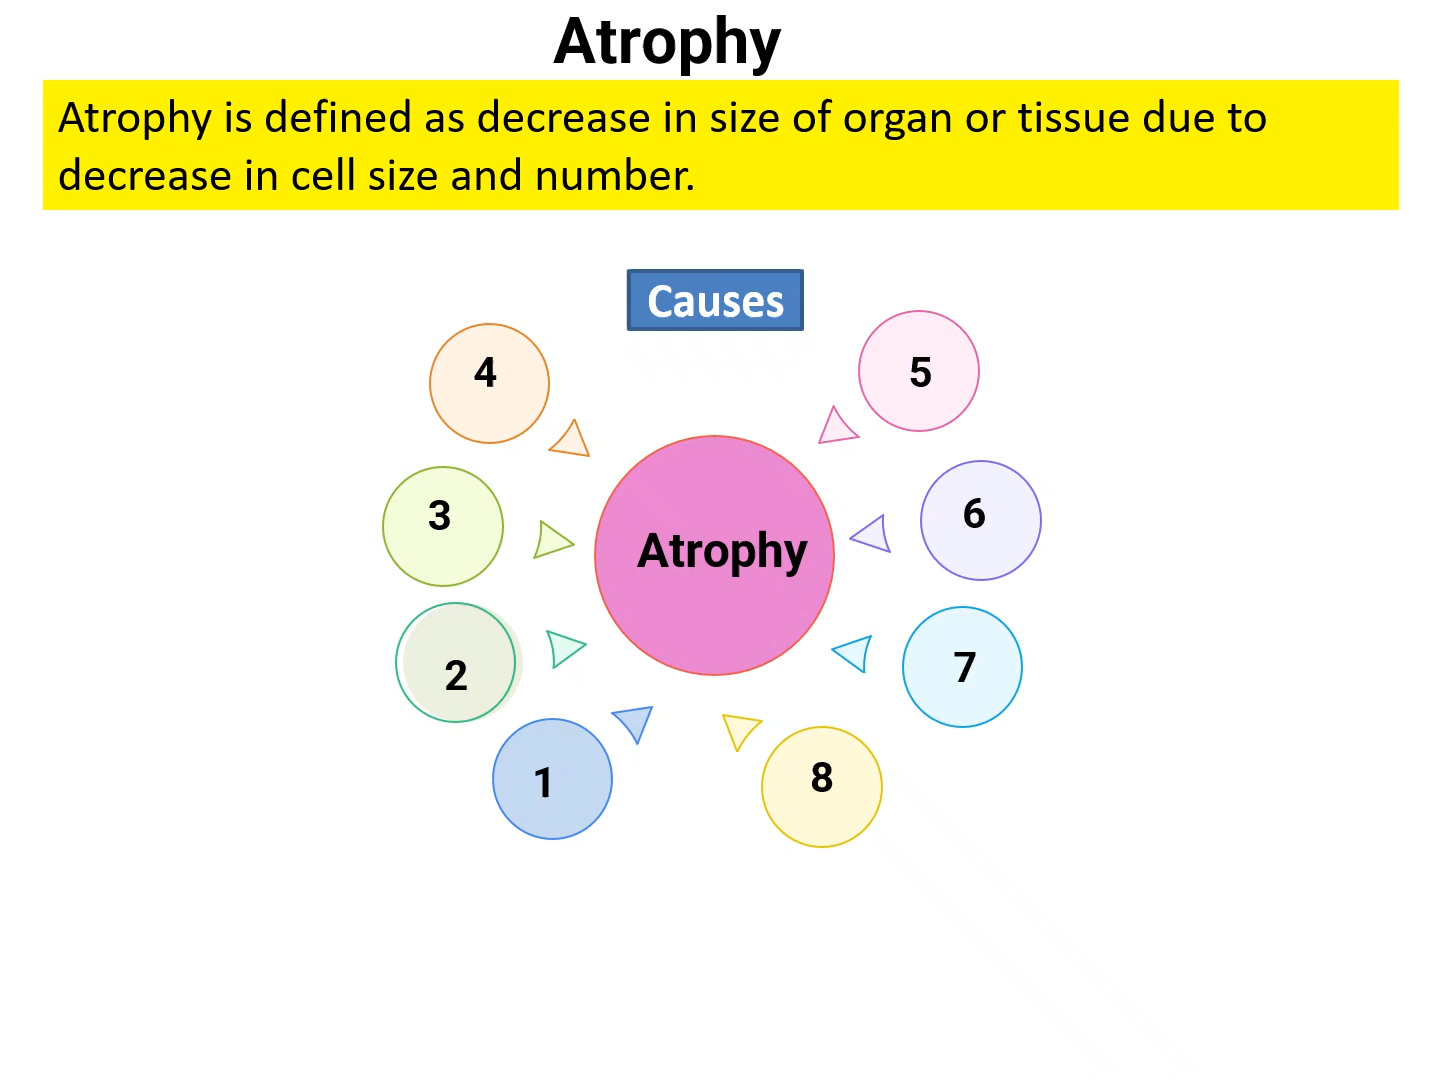 Atrophy
Atrophy is defined as decrease in size of organ or tissue due to
decrease in cell size and number.
Causes
4
5
3
6
Atrophy
2
7
1
8